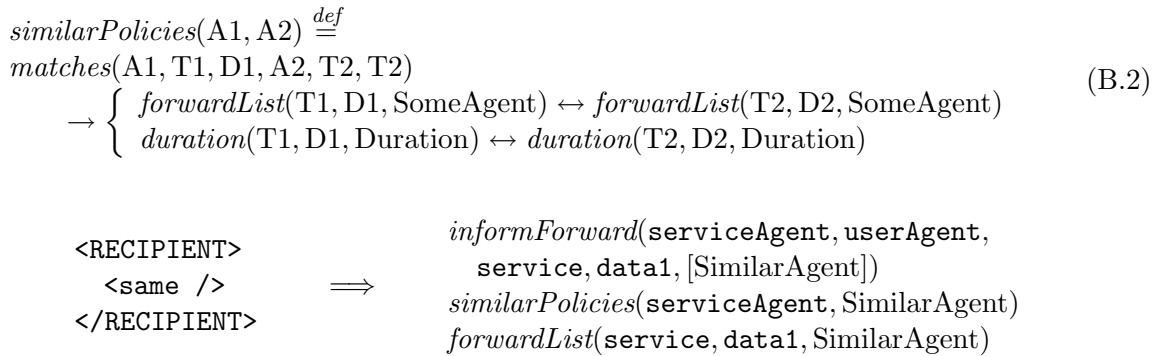 similarPolicies(A1, A2) def=
matches(A1, T1, D1, A2, T2, T2)
→ { forwardList(T1, D1, SomeAgent) ↔ forwardList(T2, D2, SomeAgent)
duration(T1, D1, Duration) ↔ duration(T2, D2, Duration)
(B.2)
<RECIPIENT>
<same />
</RECIPIENT>
⟹
informForward(serviceAgent, userAgent,
service, data1, [SimilarAgent])
similarPolicies(serviceAgent, SimilarAgent)
forwardList(service, data1, SimilarAgent)